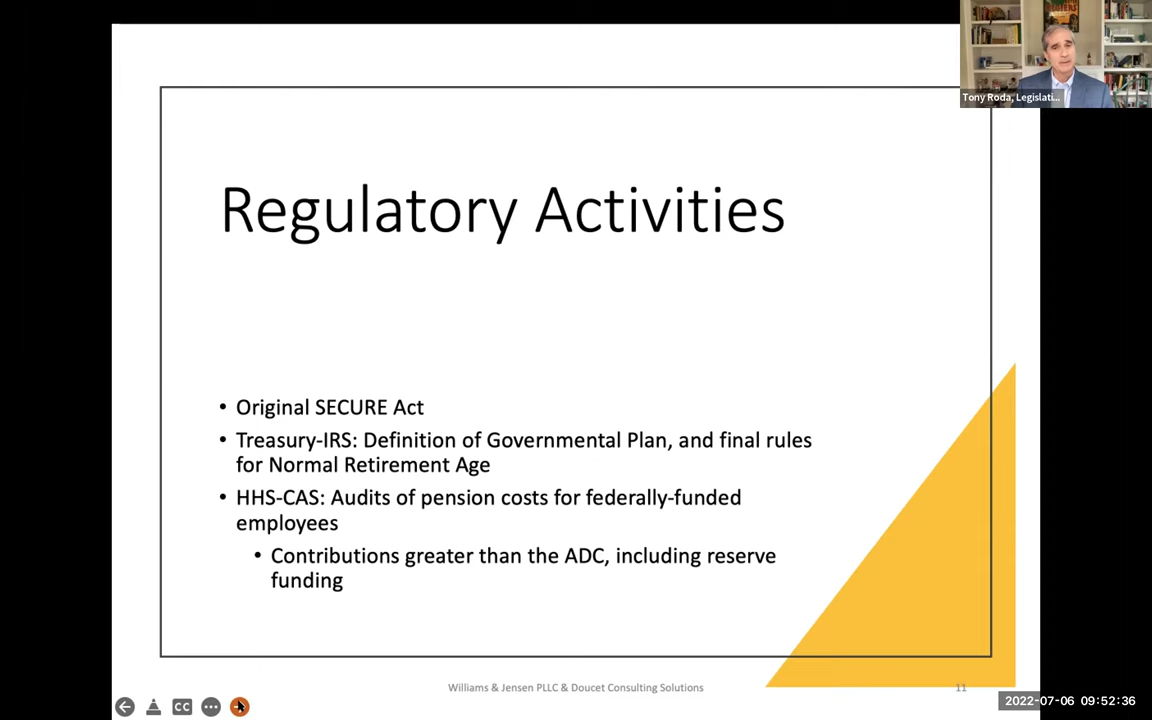 Tony Roda, Legislati...
Regulatory Activities
• Original SECURE Act
• Treasury-IRS: Definition of Governmental Plan, and final rules
for Normal Retirement Age
• HHS-CAS: Audits of pension costs for federally-funded
employees
• Contributions greater than the ADC, including reserve
funding
Williams & Jensen PLLC & Doucet Consulting Solutions
11
CC
2022-07-06 09:52:36